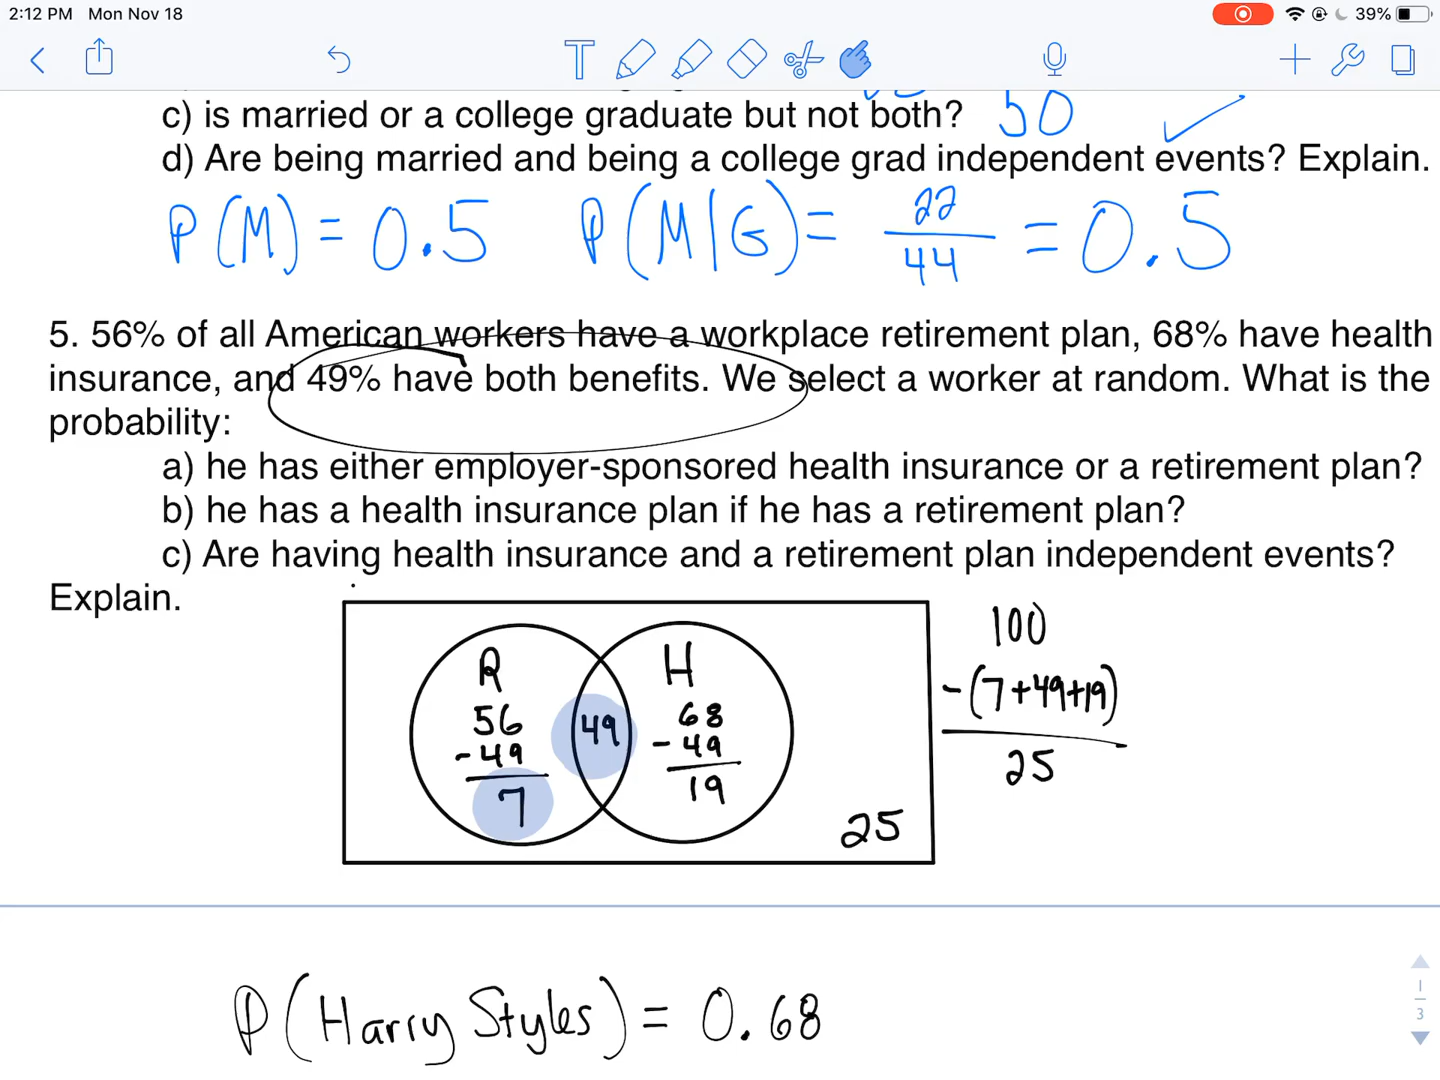 2:12 PM Mon Nov 18 39%
T
c) is married or a college graduate but not both? 50
d) Are being married and being a college grad independent events? Explain.
P(M) = 0.5 P(M|G) = 22/44 = 0.5
5. 56% of all American workers have a workplace retirement plan, 68% have health
insurance, and 49% have both benefits. We select a worker at random. What is the
probability:
a) he has either employer-sponsored health insurance or a retirement plan?
b) he has a health insurance plan if he has a retirement plan?
c) Are having health insurance and a retirement plan independent events?
Explain.
R H 100
56 49 68 -(7+49+19)
-49 -49 25
7 19
25
P(Harry Styles) = 0.68
1
3